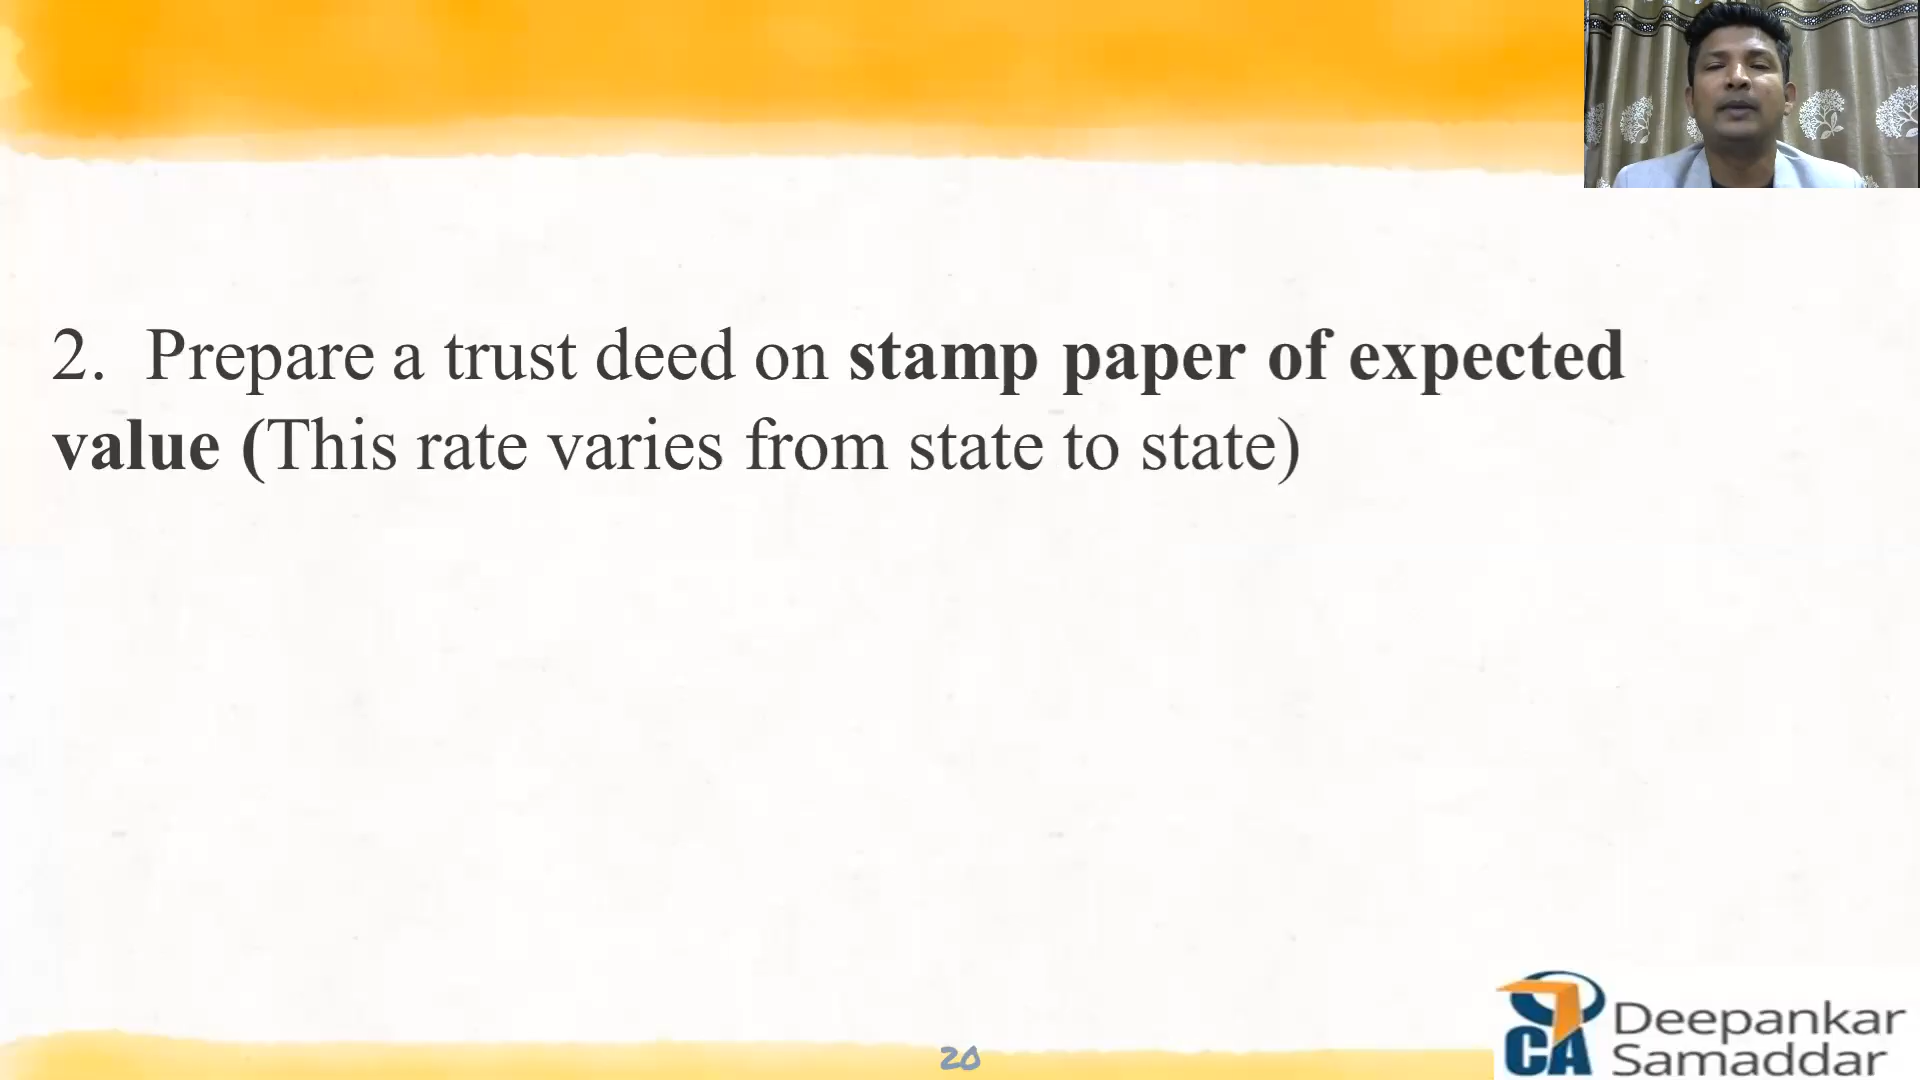 2. Prepare a trust deed on stamp paper of expected
value (This rate varies from state to state)
20
CA
Deepankar
Samaddar